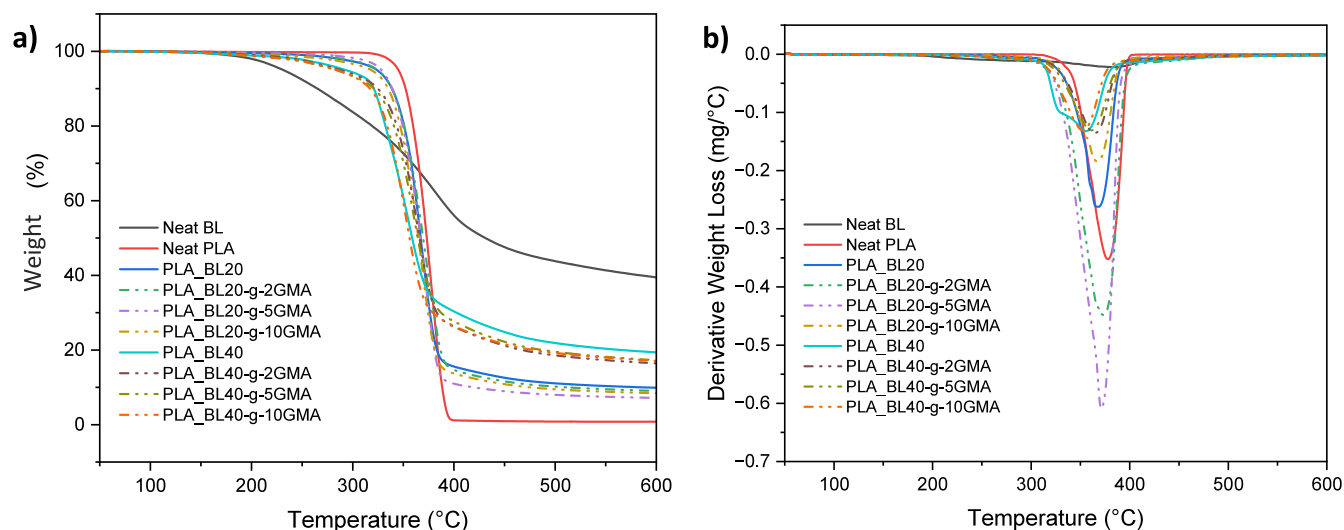 a)
100
80
60
40
20
0
Weight (%)
Neat BL
Neat PLA
PLA_BL20
PLA_BL20-g-2GMA
PLA_BL20-g-5GMA
PLA_BL20-g-10GMA
PLA_BL40
PLA_BL40-g-2GMA
PLA_BL40-g-5GMA
PLA_BL40-g-10GMA
100 200 300 400 500 600
Temperature (°C)
b)
0.0
−0.1
−0.2
−0.3
−0.4
−0.5
−0.6
−0.7
Derivative Weight Loss (mg/°C)
Neat BL
Neat PLA
PLA_BL20
PLA_BL20-g-2GMA
PLA_BL20-g-5GMA
PLA_BL20-g-10GMA
PLA_BL40
PLA_BL40-g-2GMA
PLA_BL40-g-5GMA
PLA_BL40-g-10GMA
100 200 300 400 500 600
Temperature (°C)